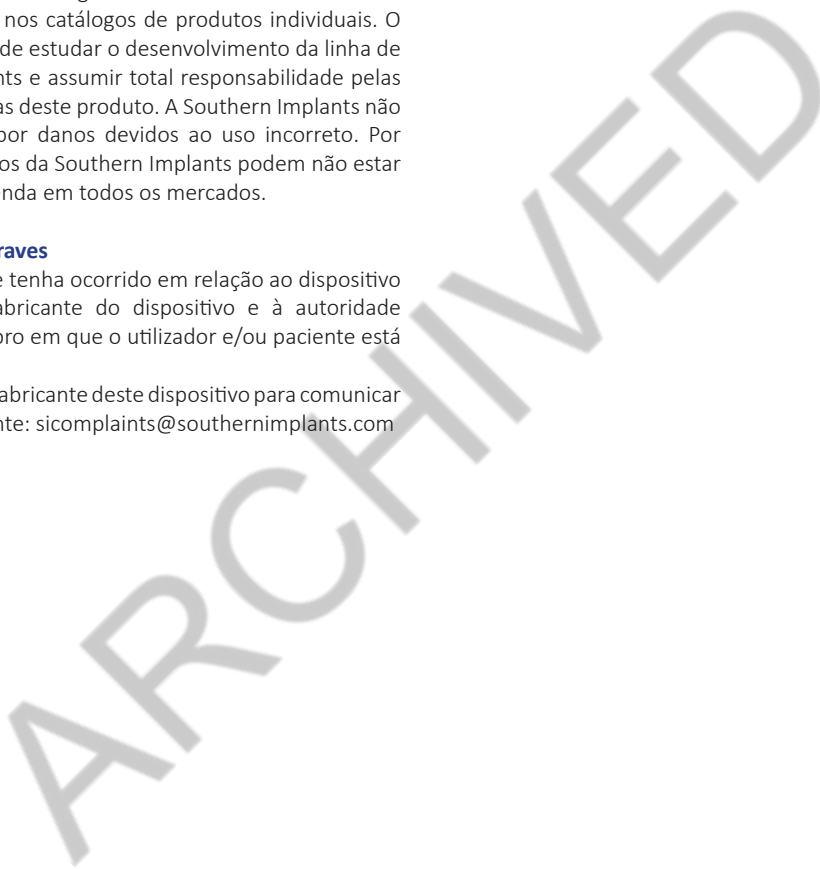 nos catálogos de produtos individuais. O
de estudar o desenvolvimento da linha de
nts e assumir total responsabilidade pelas
as deste produto. A Southern Implants não
por danos devidos ao uso incorreto. Por
os da Southern Implants podem não estar
enda em todos os mercados.
raves
e tenha ocorrido em relação ao dispositivo
abricante do dispositivo e à autoridade
oro em que o utilizador e/ou paciente está
abricante deste dispositivo para comunicar
nte: sicomplaints@southernimplants.com
ARCHIVED